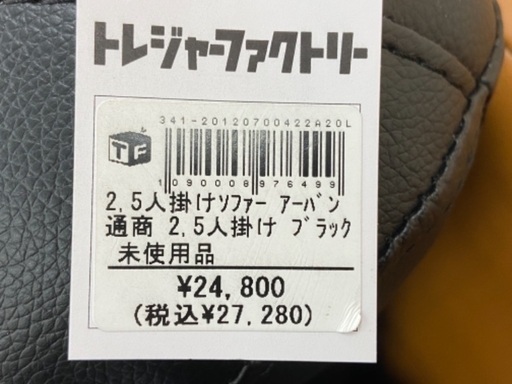 トレジャーファクトリー
341-20120700422A20L
TF
1090008976499
2,5人掛けｿﾌｧｰ ｱｰﾊﾞﾝ
通商 2,5人掛け ﾌﾞﾗｯｸ
未使用品
¥24,800
(税込¥27,280)